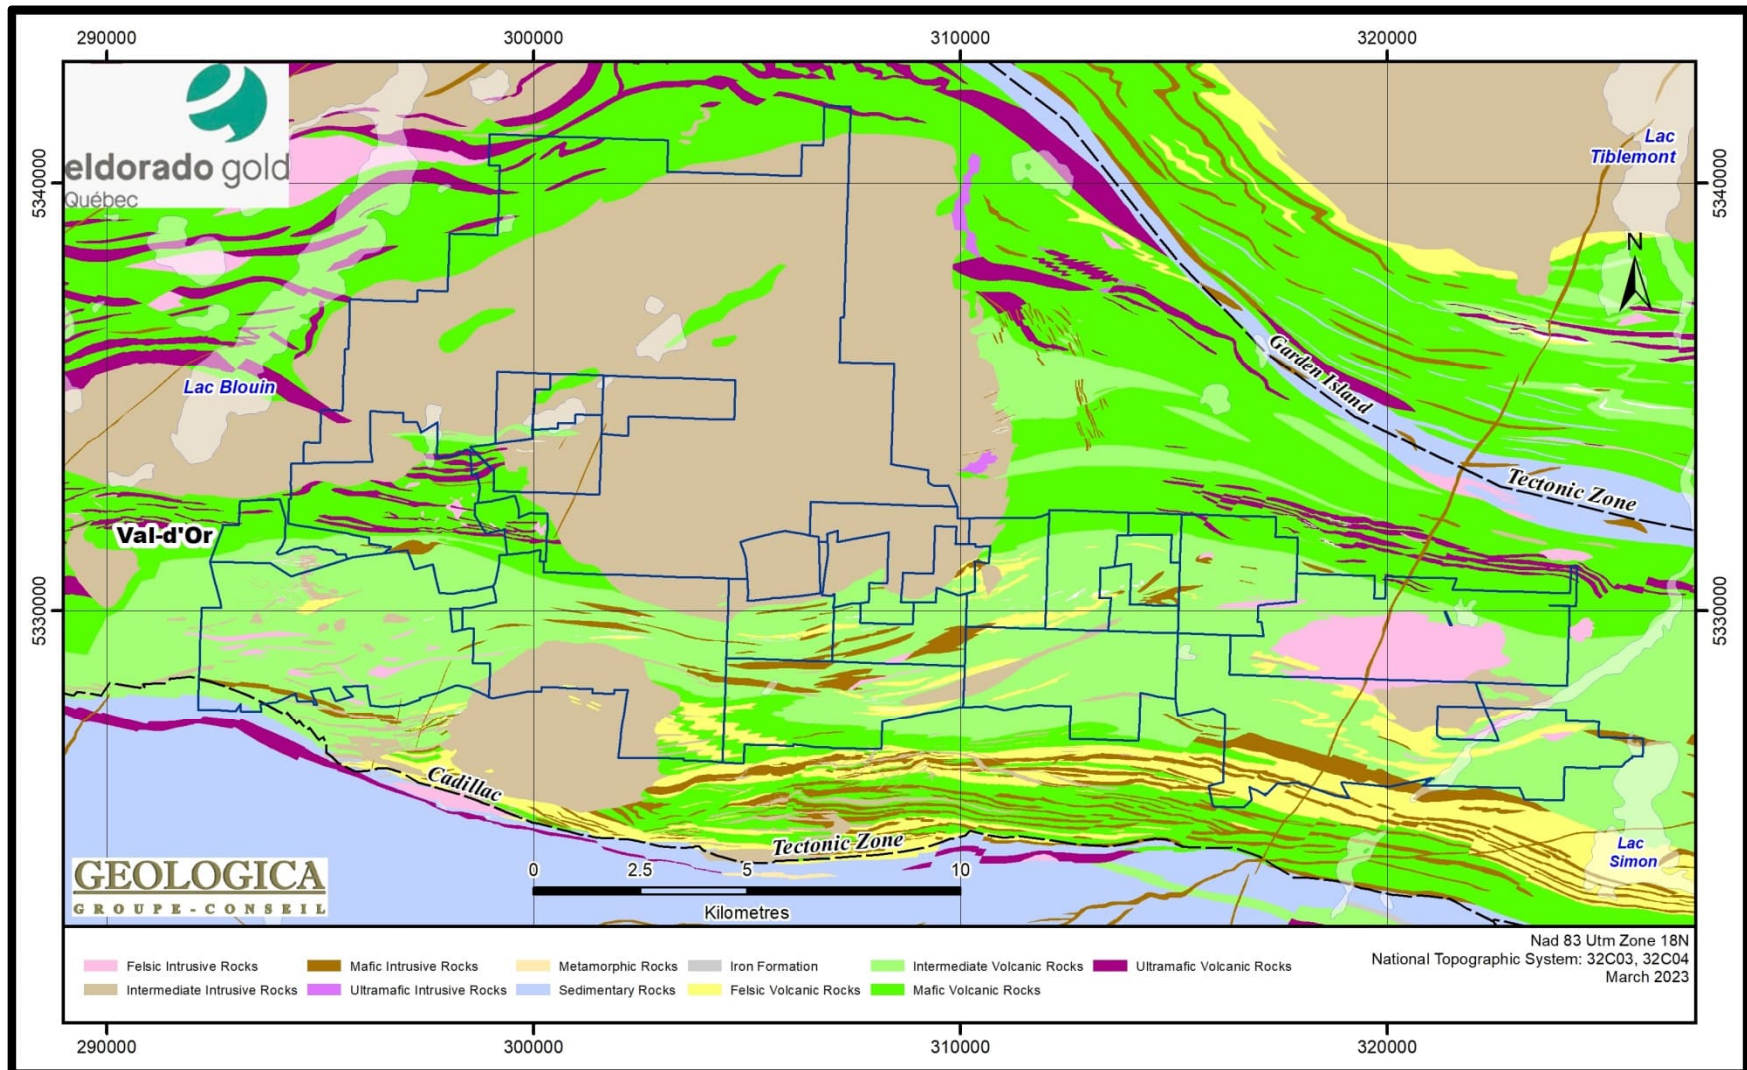 290000
300000
310000
320000
eldorado gold
Québec
5340000
5340000
Lac
Tiblemont
N
Lac Blouin
Garden Island
Tectonic Zone
Val-d'Or
5330000
5330000
Cadillac
Tectonic Zone
Lac
Simon
0
2.5
5
10
Kilometres
GEOLOGICA
GROUPE-CONSEIL
Felsic Intrusive Rocks
Mafic Intrusive Rocks
Metamorphic Rocks
Iron Formation
Intermediate Volcanic Rocks
Ultramafic Volcanic Rocks
Intermediate Intrusive Rocks
Ultramafic Intrusive Rocks
Sedimentary Rocks
Felsic Volcanic Rocks
Mafic Volcanic Rocks
Nad 83 Utm Zone 18N
National Topographic System: 32C03, 32C04
March 2023
290000
300000
310000
320000